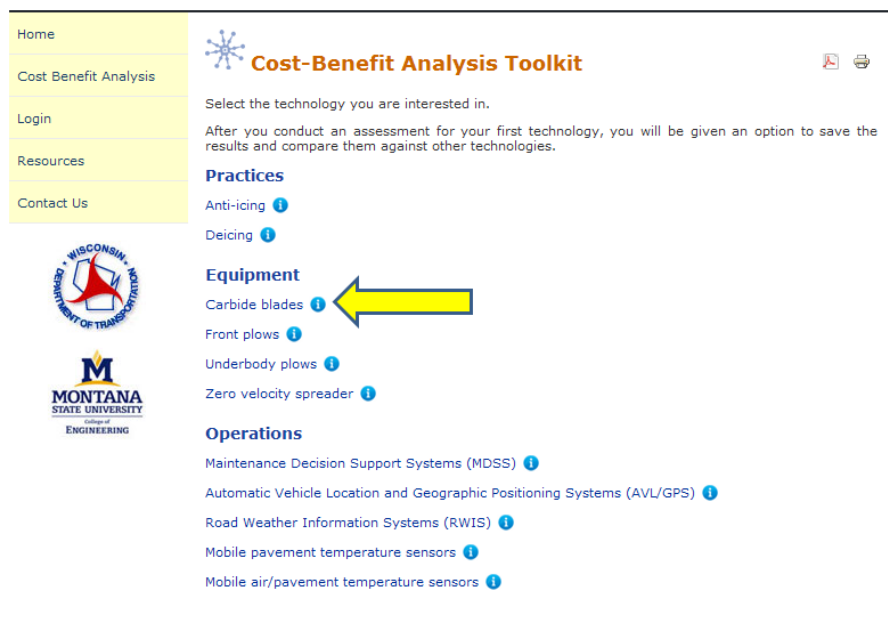 Home
Cost Benefit Analysis
Login
Resources
Contact Us
WISCONSIN
DEPARTMENT OF TRANSPORTATION
M
MONTANA
STATE UNIVERSITY
College of
ENGINEERING
Cost-Benefit Analysis Toolkit
Select the technology you are interested in.
After you conduct an assessment for your first technology, you will be given an option to save the
results and compare them against other technologies.
Practices
Anti-icing
Deicing
Equipment
Carbide blades
Front plows
Underbody plows
Zero velocity spreader
Operations
Maintenance Decision Support Systems (MDSS)
Automatic Vehicle Location and Geographic Positioning Systems (AVL/GPS)
Road Weather Information Systems (RWIS)
Mobile pavement temperature sensors
Mobile air/pavement temperature sensors